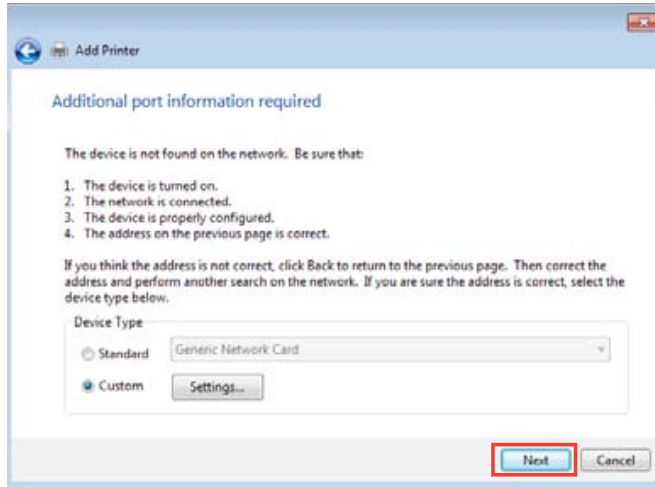 Add Printer
Additional port information required
The device is not found on the network. Be sure that:
1. The device is turned on.
2. The network is connected.
3. The device is properly configured.
4. The address on the previous page is correct.
If you think the address is not correct, click Back to return to the previous page. Then correct the
address and perform another search on the network. If you are sure the address is correct, select the
device type below.
Device Type
Standard Generic Network Card
Custom Settings...
Next Cancel